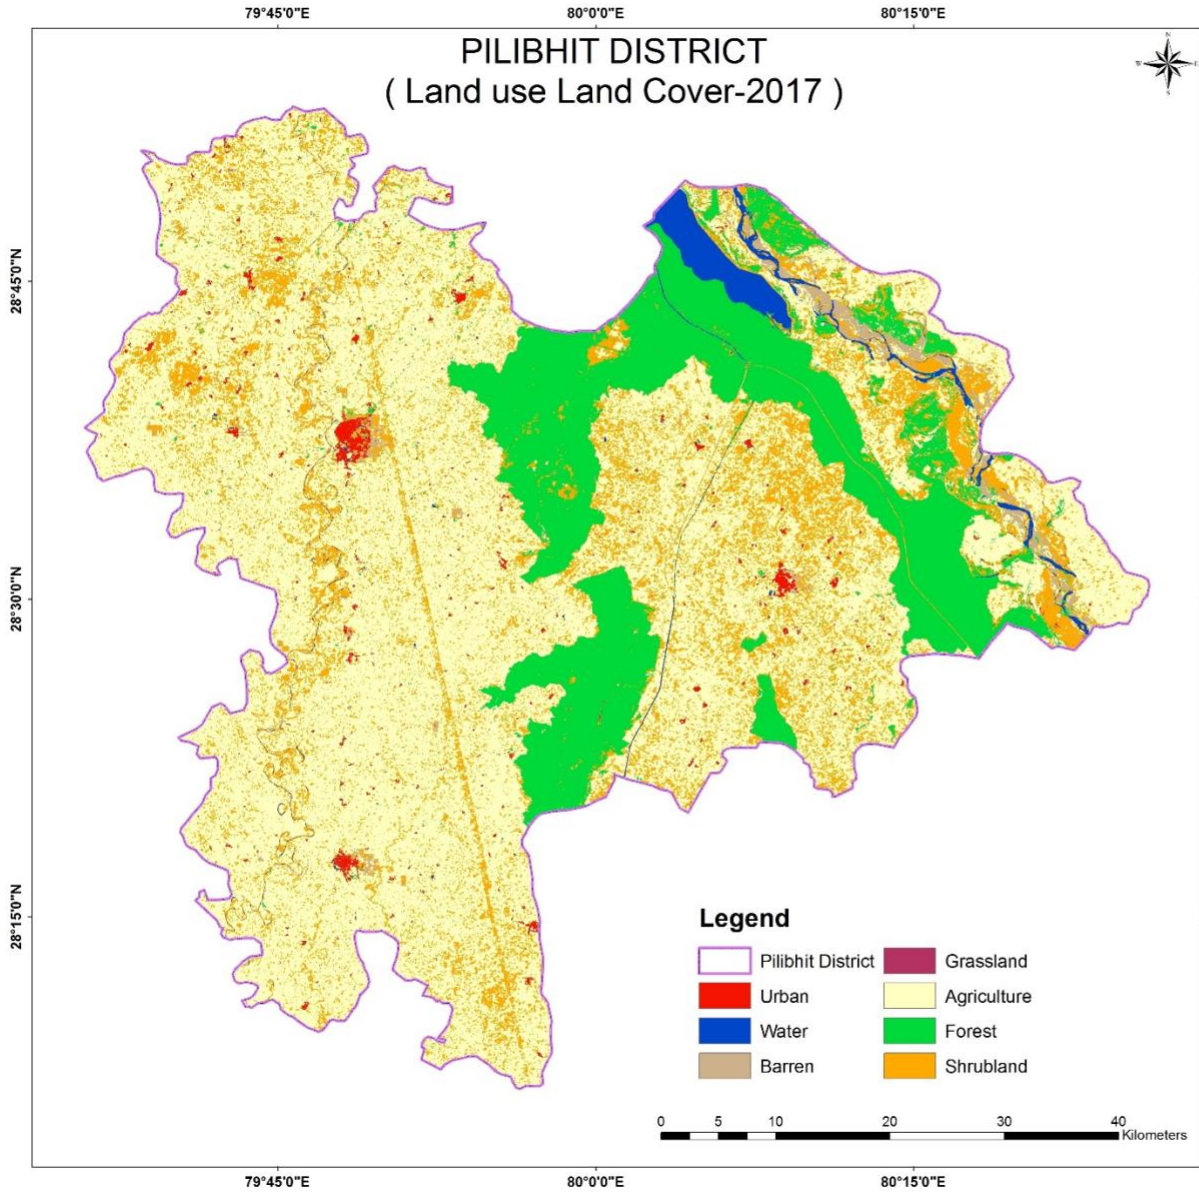 79°45'0"E 80°0'0"E 80°15'0"E
PILIBHIT DISTRICT
( Land use Land Cover-2017 )
N
W E
S
28°45'0"N
28°30'0"N
28°15'0"N
Legend
Pilibhit District Grassland
Urban Agriculture
Water Forest
Barren Shrubland
0 5 10 20 30 40
Kilometers
79°45'0"E 80°0'0"E 80°15'0"E